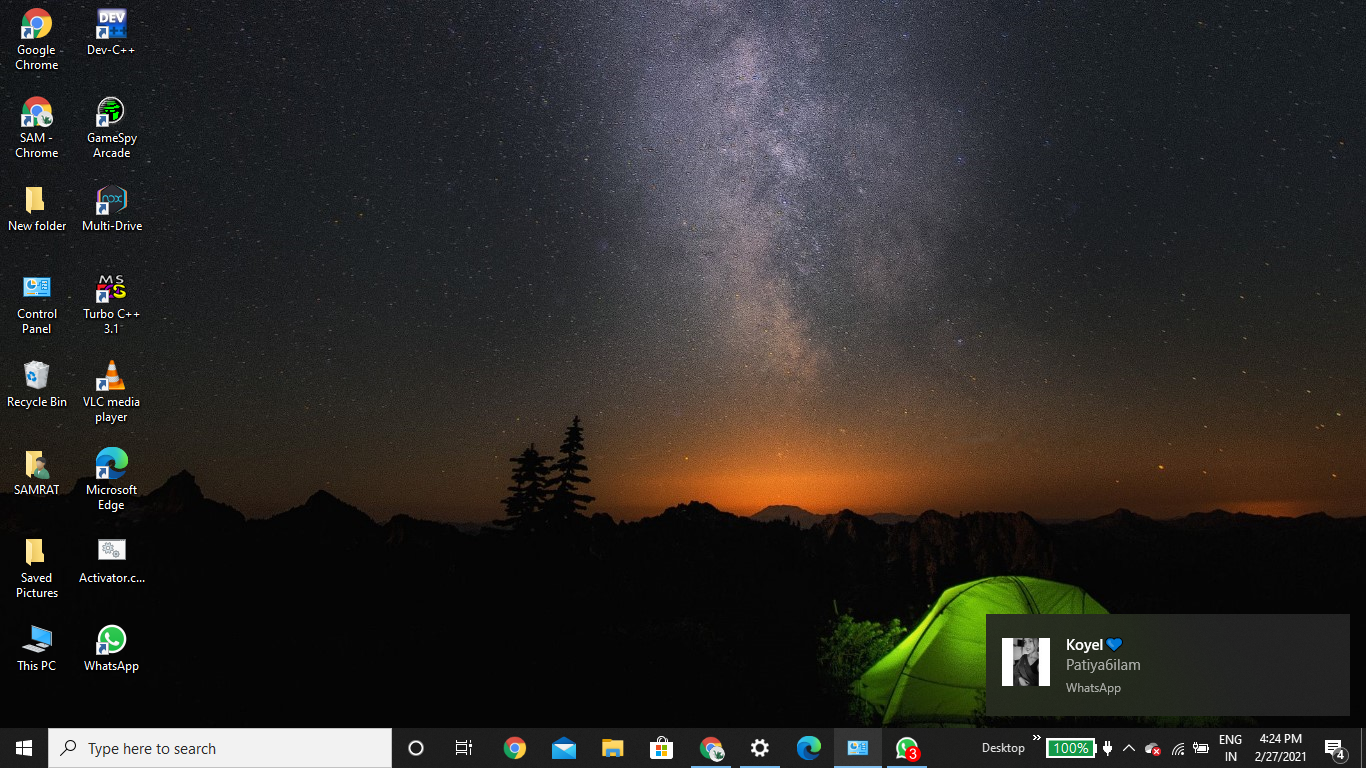 Google
Chrome
Dev-C++
SAM -
Chrome
GameSpy
Arcade
New folder
Multi-Drive
Control
Panel
Turbo C++
3.1
Recycle Bin
VLC media
player
SAMRAT
Microsoft
Edge
Saved
Pictures
Activator.c...
This PC
WhatsApp
DEV
nox
MS
Koyel💙
Patiya6ilam
WhatsApp
Type here to search
3
Desktop
»
100%
ENG
IN
4:24 PM
2/27/2021
4